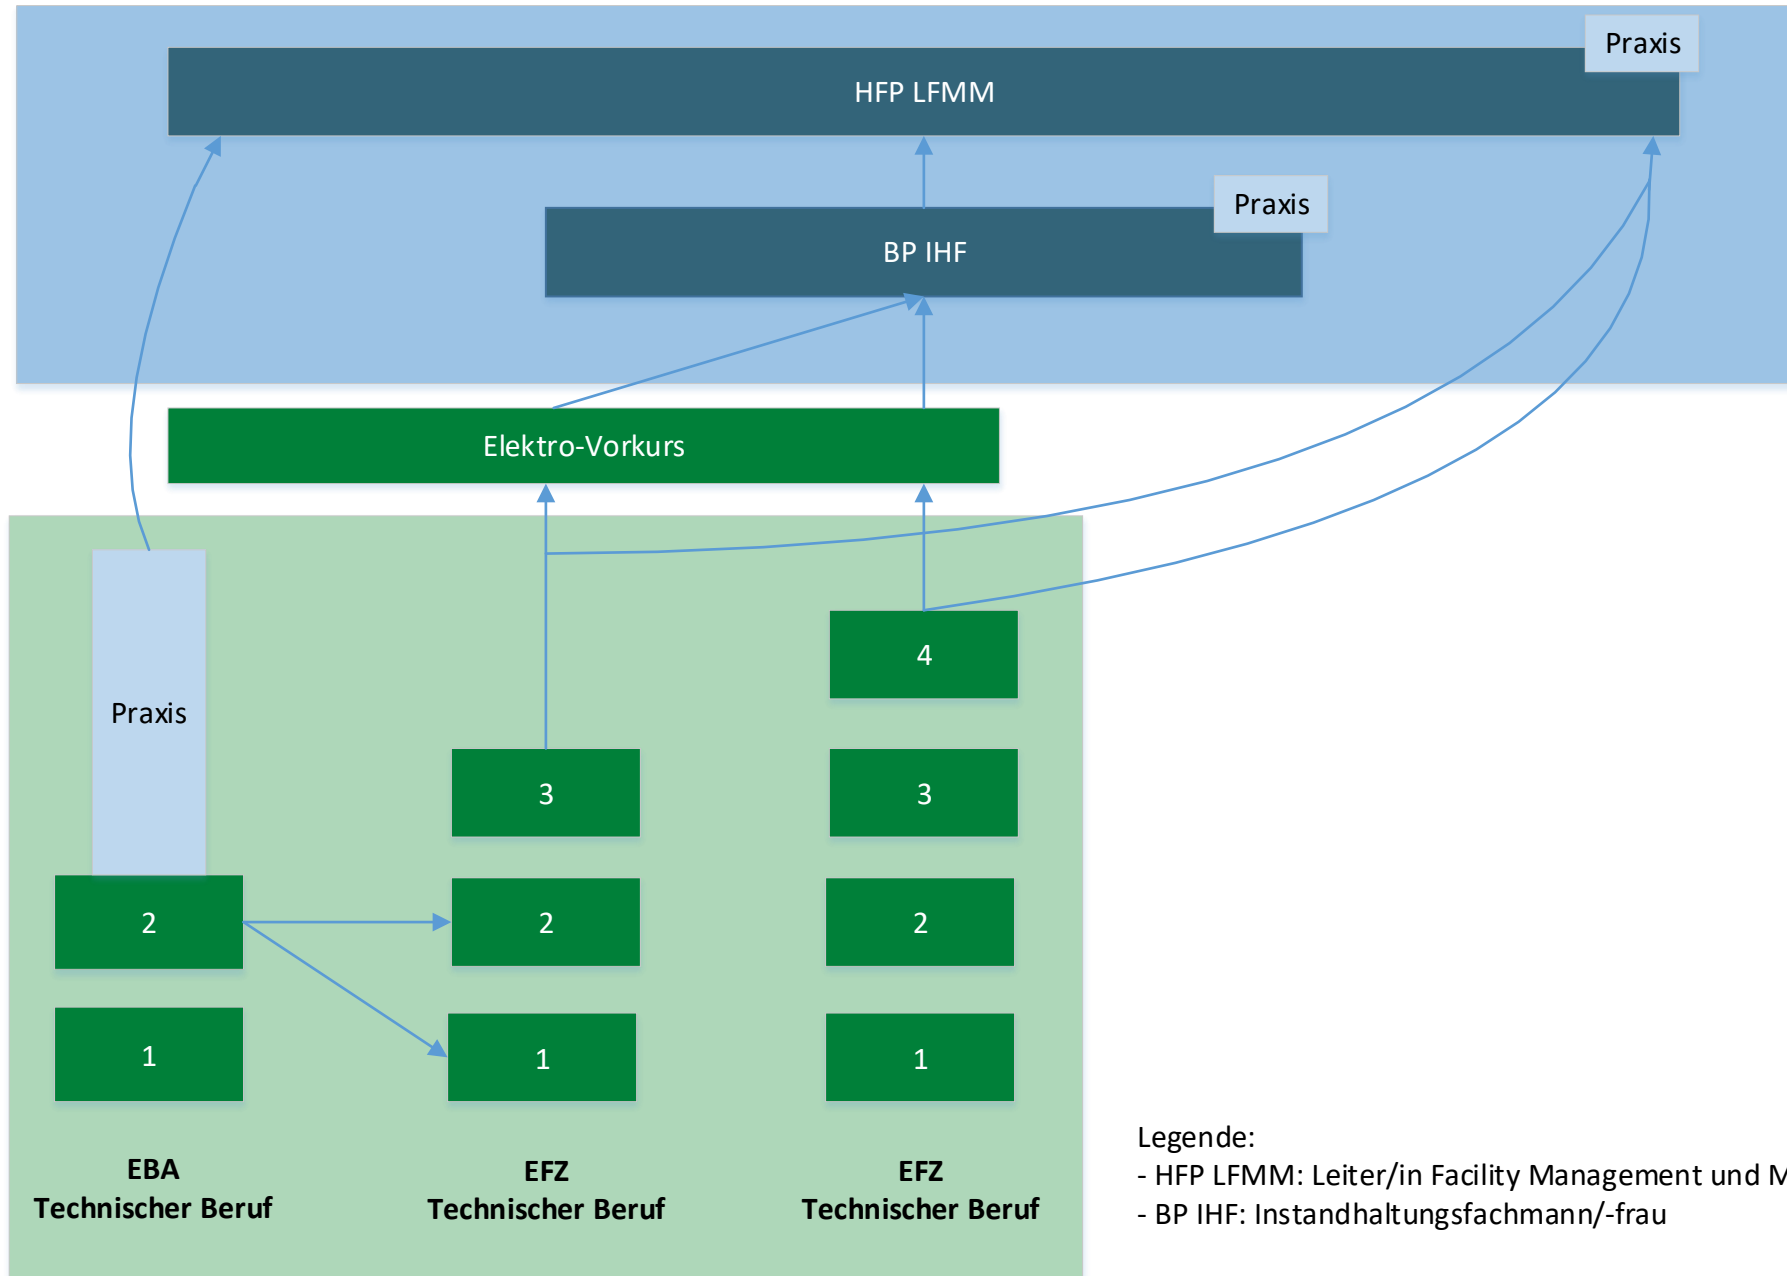 Praxis
HFP LFMM
Praxis
BP IHF
Elektro-Vorkurs
4
Praxis
3
3
2
2
2
1
1
1
EBA
Technischer Beruf
EFZ
Technischer Beruf
EFZ
Technischer Beruf
Legende:
- HFP LFMM: Leiter/in Facility Management und M
- BP IHF: Instandhaltungsfachmann/-frau